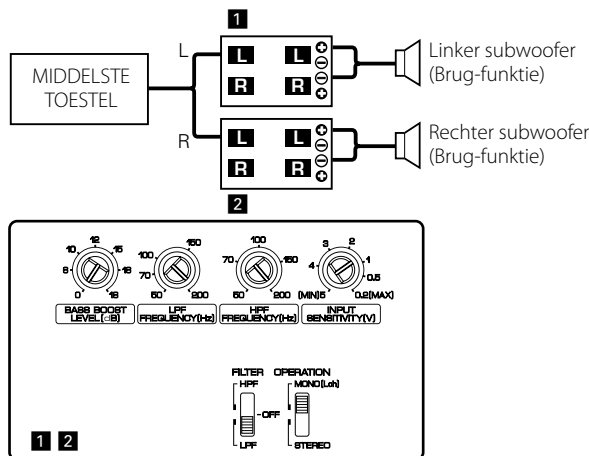 1
L
MIDDELSTE
TOESTEL
R
L L ⊕
⊖
R R ⊖
⊕
Linker subwoofer
(Brug-funktie)
L L ⊕
⊖
R R ⊖
⊕
Rechter subwoofer
(Brug-funktie)
2
0 6 10 12 15 18 18
BASS BOOST
LEVEL(dB)
50 70 100 150 200
LPF
FREQUENCY(Hz)
50 70 100 150 200
HPF
FREQUENCY(Hz)
(MIN)5 4 3 2 1 0.5 0.2(MAX)
INPUT
SENSITIVITY(V)
FILTER
HPF
OFF
LPF
OPERATION
MONO(Lch)
STEREO
1 2